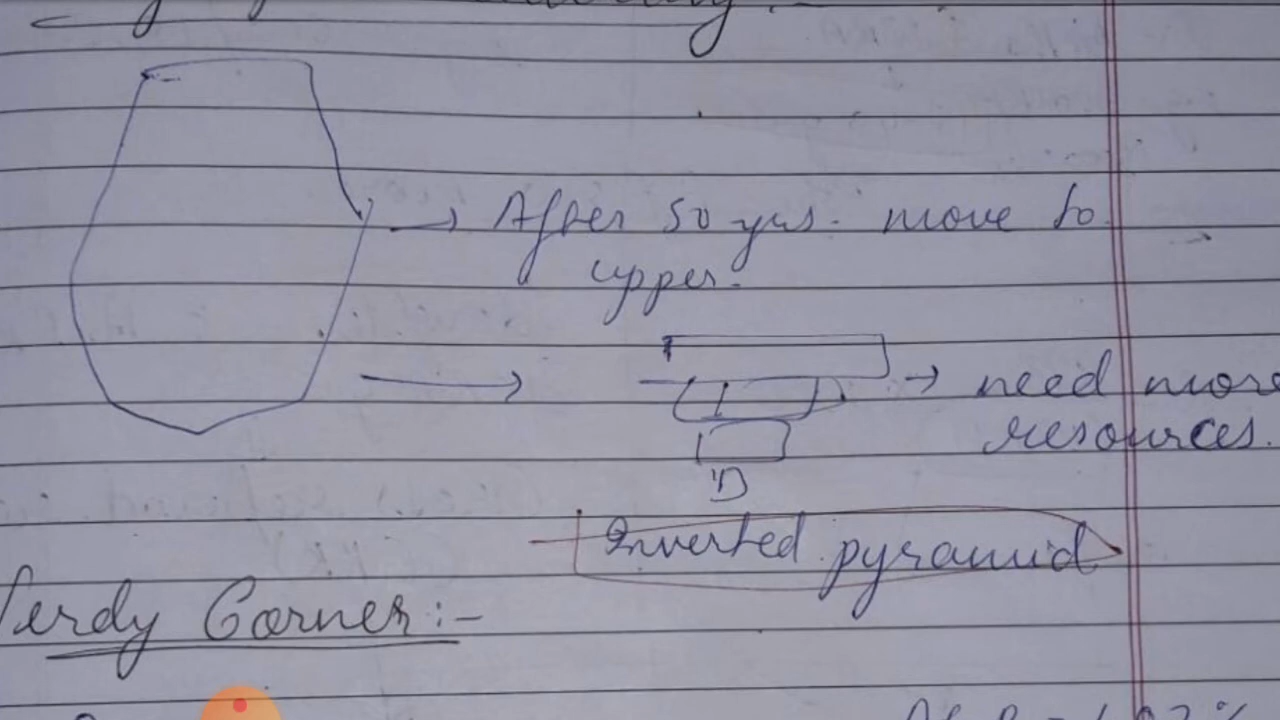 → After 50 yrs. move to
upper.
→ need more
resources.
D
Inverted pyramid
Nerdy Corner:-